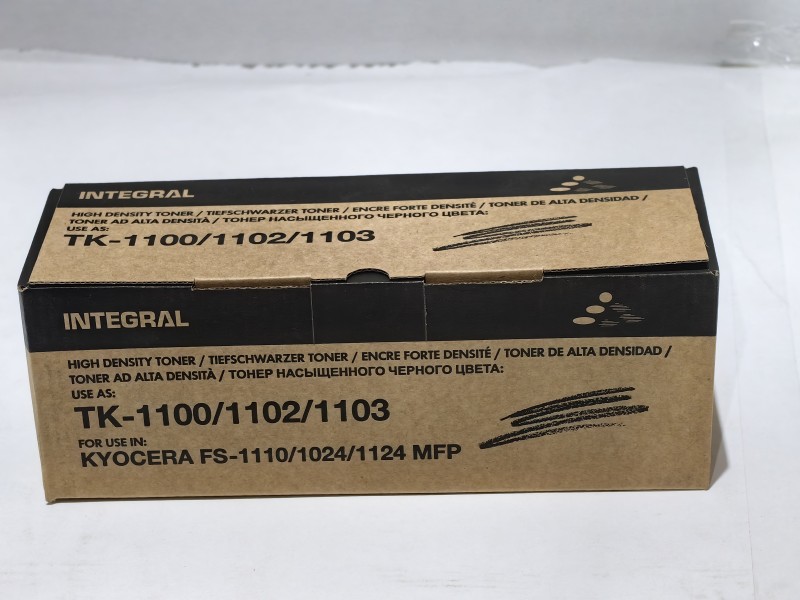 INTEGRAL
HIGH DENSITY TONER / TIEFSCHWARZER TONER / ENCRE FORTE DENSITÉ / TONER DE ALTA DENSIDAD /
TONER AD ALTA DENSITÀ / ТОНЕР НАСЫЩЕННОГО ЧЕРНОГО ЦВЕТА:
USE AS:
TK-1100/1102/1103
INTEGRAL
HIGH DENSITY TONER / TIEFSCHWARZER TONER / ENCRE FORTE DENSITÉ / TONER DE ALTA DENSIDAD /
TONER AD ALTA DENSITÀ / ТОНЕР НАСЫЩЕННОГО ЧЕРНОГО ЦВЕТА:
USE AS:
TK-1100/1102/1103
FOR USE IN:
KYOCERA FS-1110/1024/1124 MFP